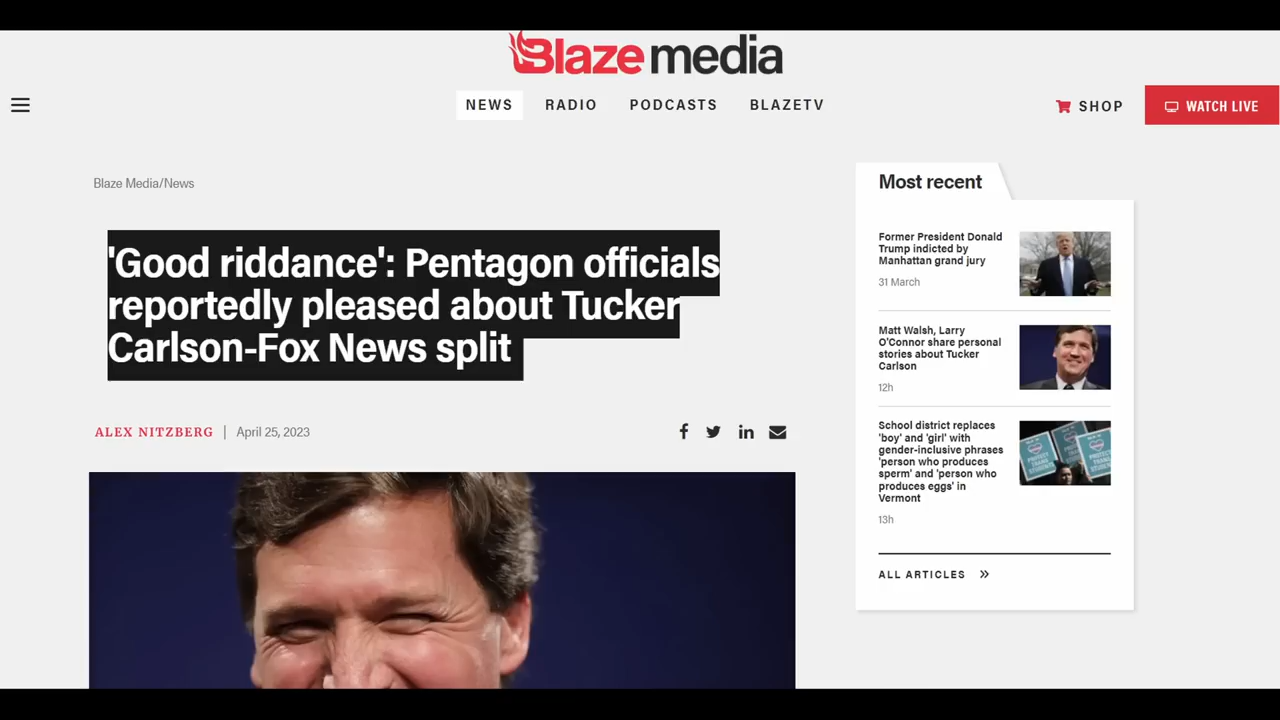 Blaze media
NEWS
RADIO
PODCASTS
BLAZETV
SHOP
WATCH LIVE
Blaze Media/News
'Good riddance': Pentagon officials
reportedly pleased about Tucker
Carlson-Fox News split
ALEX NITZBERG | April 25, 2023
Most recent
Former President Donald
Trump indicted by
Manhattan grand jury
31 March
Matt Walsh, Larry
O'Connor share personal
stories about Tucker
Carlson
12h
School district replaces
'boy' and 'girl' with
gender-inclusive phrases
'person who produces
sperm' and 'person who
produces eggs' in
Vermont
13h
ALL ARTICLES